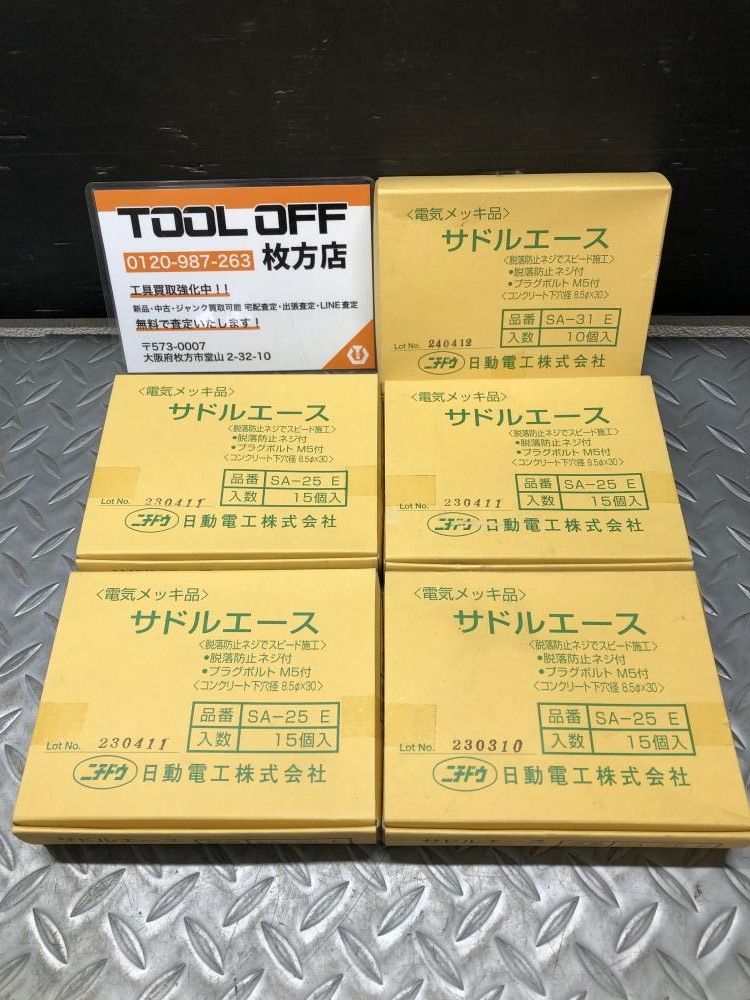 TOOL OFF
0120-987-263 枚方店
工具買取強化中！！
新品・中古・ジャンク買取可能 宅配査定・出張査定・LINE査定
無料で査定いたします！
〒573-0007
大阪府枚方市堂山 2-32-10
〈電気メッキ品〉
サドルエース
〈脱落防止ネジでスピード施工〉
•脱落防止ネジ付
•プラグボルト M5付
〈コンクリート下穴径 8.5φ×30〉
品番 SA-31 E
入数 10個入
Lot No. 240412
ニチドウ 日動電工株式会社
〈電気メッキ品〉
サドルエース
〈脱落防止ネジでスピード施工〉
•脱落防止ネジ付
•プラグボルト M5付
〈コンクリート下穴径 8.5φ×30〉
品番 SA-25 E
入数 15個入
Lot No. 230411
ニチドウ 日動電工株式会社
〈電気メッキ品〉
サドルエース
〈脱落防止ネジでスピード施工〉
•脱落防止ネジ付
•プラグボルト M5付
〈コンクリート下穴径 8.5φ×30〉
品番 SA-25 E
入数 15個入
Lot No. 230411
ニチドウ 日動電工株式会社
〈電気メッキ品〉
サドルエース
〈脱落防止ネジでスピード施工〉
•脱落防止ネジ付
•プラグボルト M5付
〈コンクリート下穴径 8.5φ×30〉
品番 SA-25 E
入数 15個入
Lot No. 230411
ニチドウ 日動電工株式会社
サドルエース
〈電気メッキ品〉
サドルエース
〈脱落防止ネジでスピード施工〉
•脱落防止ネジ付
•プラグボルト M5付
〈コンクリート下穴径 8.5φ×30〉
品番 SA-25 E
入数 15個入
Lot No. 230310
ニチドウ 日動電工株式会社
サドルエース